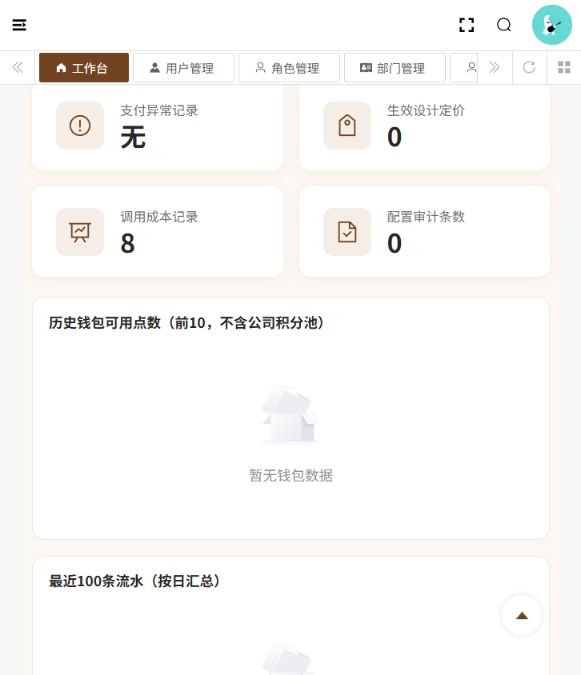 工作台
用户管理
角色管理
部门管理
支付异常记录
无
生效设计定价
0
调用成本记录
8
配置审计条数
0
历史钱包可用点数（前10，不含公司积分池）
暂无钱包数据
最近100条流水（按日汇总）